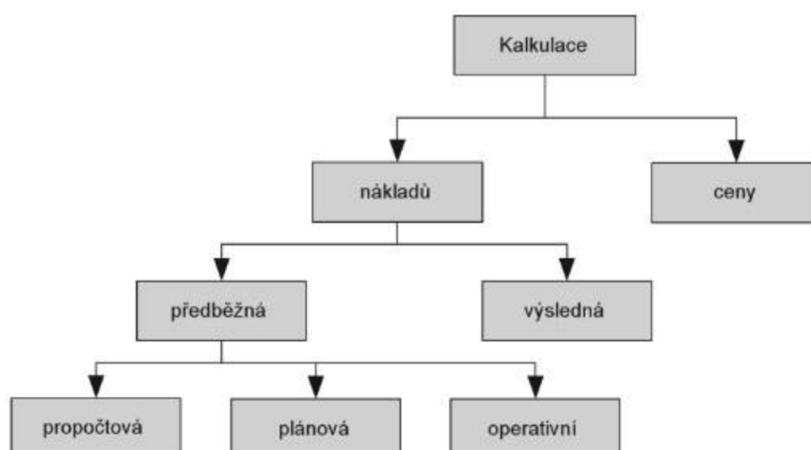 Kalkulace
nákladů
ceny
předběžná
výsledná
propočtová
plánová
operativní